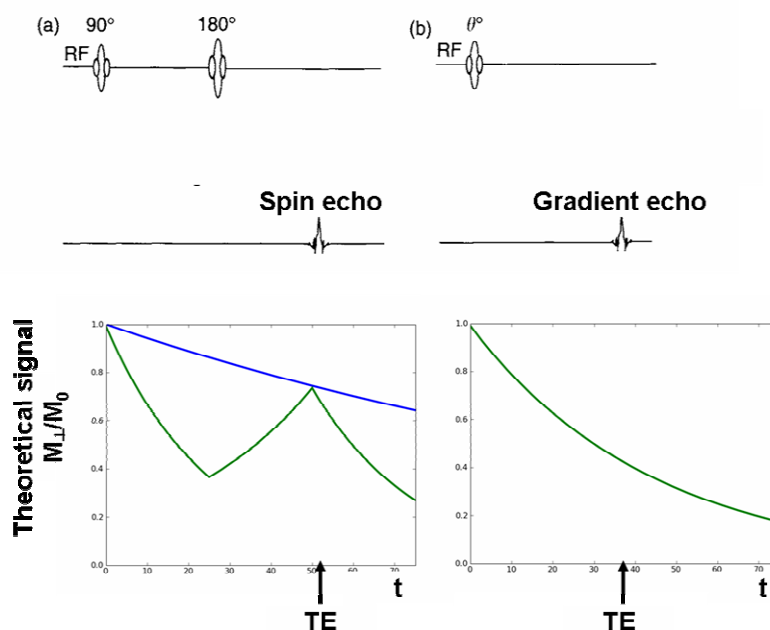 (a) 90° 180° (b) θ°
RF RF
Spin echo Gradient echo
Theoretical signal
M⊥/M0
1.0 1.0
0.8 0.8
0.6 0.6
0.4 0.4
0.2 0.2
0.0 0.0
0 10 20 30 40 50 60 70 t 0 10 20 30 40 50 60 70 t
TE TE